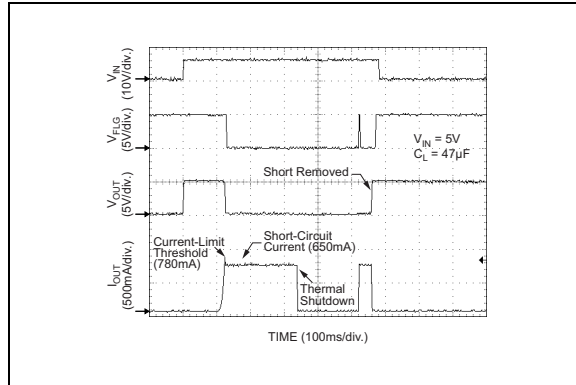 V_IN
(10V/div.)
V_FLG
(5V/div.)
V_IN = 5V
C_L = 47µF
V_OUT
(5V/div.)
Short Removed
I_OUT
(500mA/div.)
Current-Limit
Threshold
(780mA)
Short-Circuit
Current (650mA)
Thermal
Shutdown
TIME (100ms/div.)